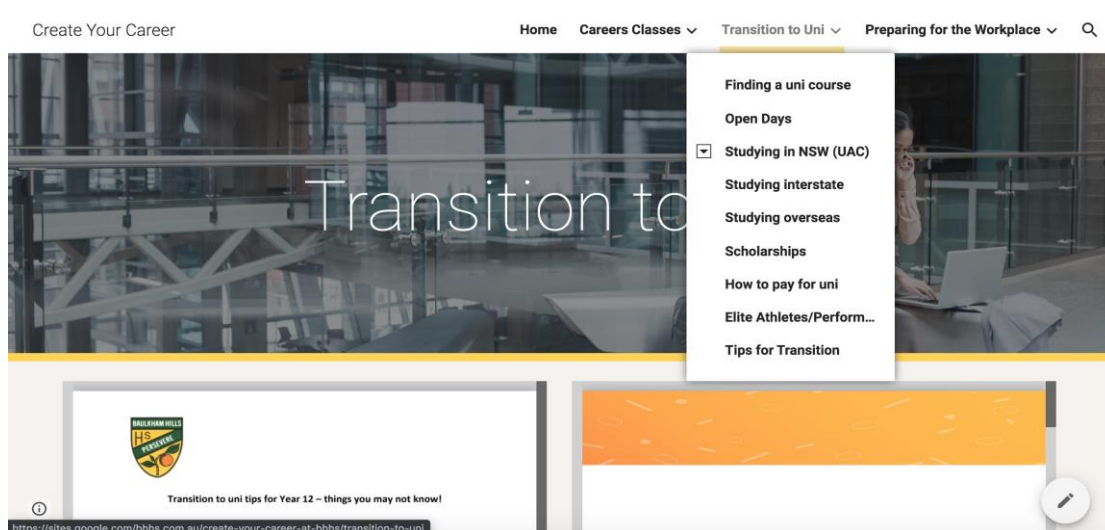 Create Your Career
Home Careers Classes Transition to Uni Preparing for the Workplace
Finding a uni course
Open Days
Studying in NSW (UAC)
Studying interstate
Studying overseas
Scholarships
How to pay for uni
Elite Athletes/Perform...
Tips for Transition
Transition to
BAULKHAM HILLS
HS
PERSEVERE
Transition to uni tips for Year 12 – things you may not know!
https://sites.google.com/bhhs.com.au/create-your-career-at-bhhs/transition-to-uni